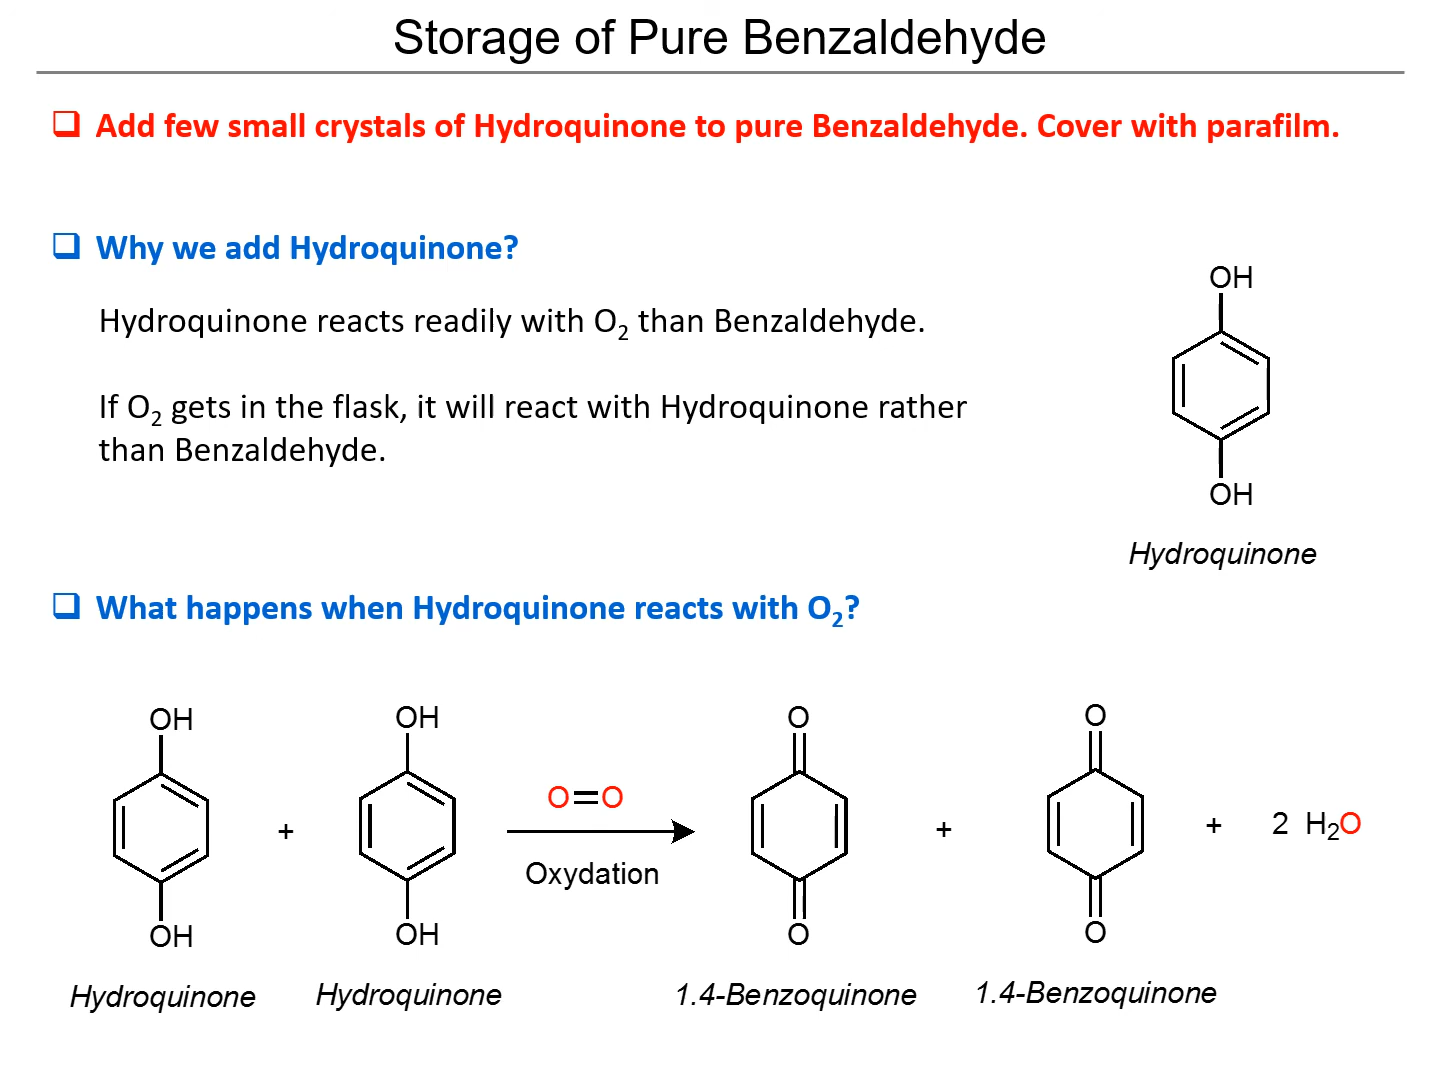 Storage of Pure Benzaldehyde
Add few small crystals of Hydroquinone to pure Benzaldehyde. Cover with parafilm.
Why we add Hydroquinone?
Hydroquinone reacts readily with O₂ than Benzaldehyde.
If O₂ gets in the flask, it will react with Hydroquinone rather
than Benzaldehyde.
OH
OH
Hydroquinone
What happens when Hydroquinone reacts with O₂?
OH
OH
Hydroquinone
+
OH
OH
Hydroquinone
O=O
Oxydation
O
O
1.4-Benzoquinone
+
O
O
1.4-Benzoquinone
+
2 H₂O